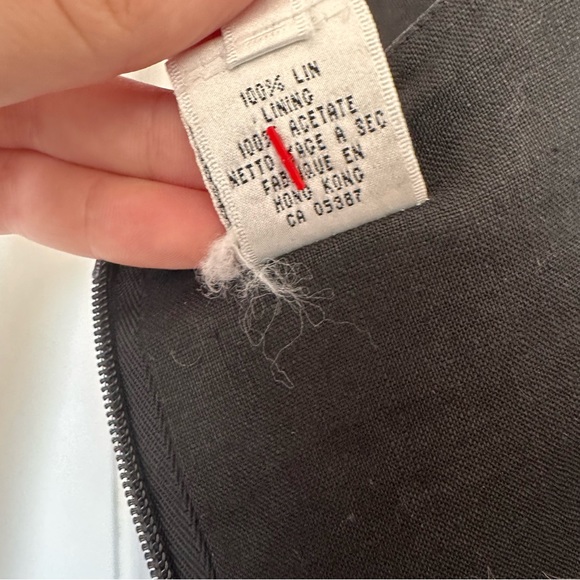 100% LIN
LINING
100% ACETATE
NETTOYAGE A SEC
FABRIQUE EN
HONG KONG
CA 05387